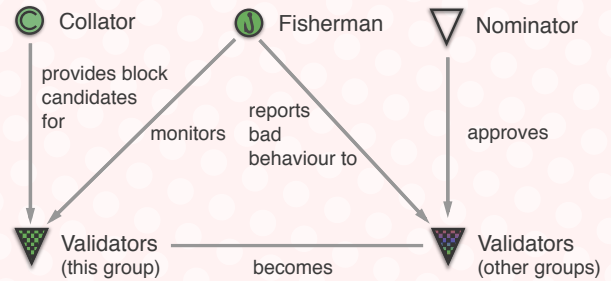 Collator
Fisherman
Nominator
provides block
candidates
for
monitors
reports
bad
behaviour to
approves
Validators
(this group)
becomes
Validators
(other groups)